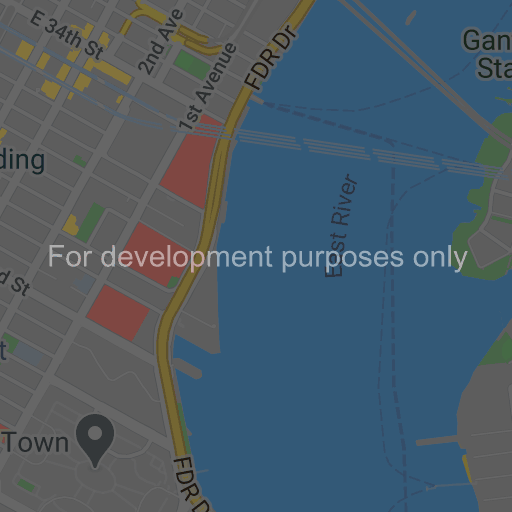 E 34th St
2nd Ave
1st Avenue
FDR Dr
Gan
Sta
ding
East River
For development purposes only
d St
t
Town
FDR D